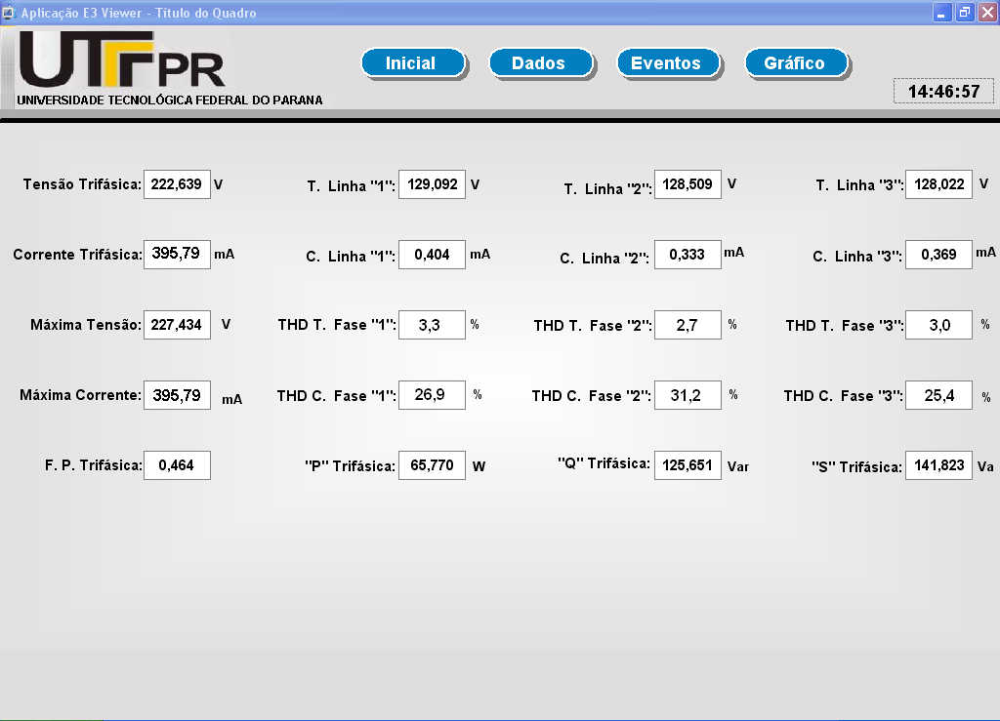 Aplicação E3 Viewer - Título do Quadro
UTFPR
UNIVERSIDADE TECNOLÓGICA FEDERAL DO PARANA
Inicial Dados Eventos Gráfico
14:46:57
Tensão Trifásica: 222,639 V T. Linha "1": 129,092 V T. Linha "2": 128,509 V T. Linha "3": 128,022 V
Corrente Trifásica: 395,79 mA C. Linha "1": 0,404 mA C. Linha "2": 0,333 mA C. Linha "3": 0,369 mA
Máxima Tensão: 227,434 V THD T. Fase "1": 3,3 % THD T. Fase "2": 2,7 % THD T. Fase "3": 3,0 %
Máxima Corrente: 395,79 mA THD C. Fase "1": 26,9 % THD C. Fase "2": 31,2 % THD C. Fase "3": 25,4 %
F. P. Trifásica: 0,464 "P" Trifásica: 65,770 W "Q" Trifásica: 125,651 Var "S" Trifásica: 141,823 Va